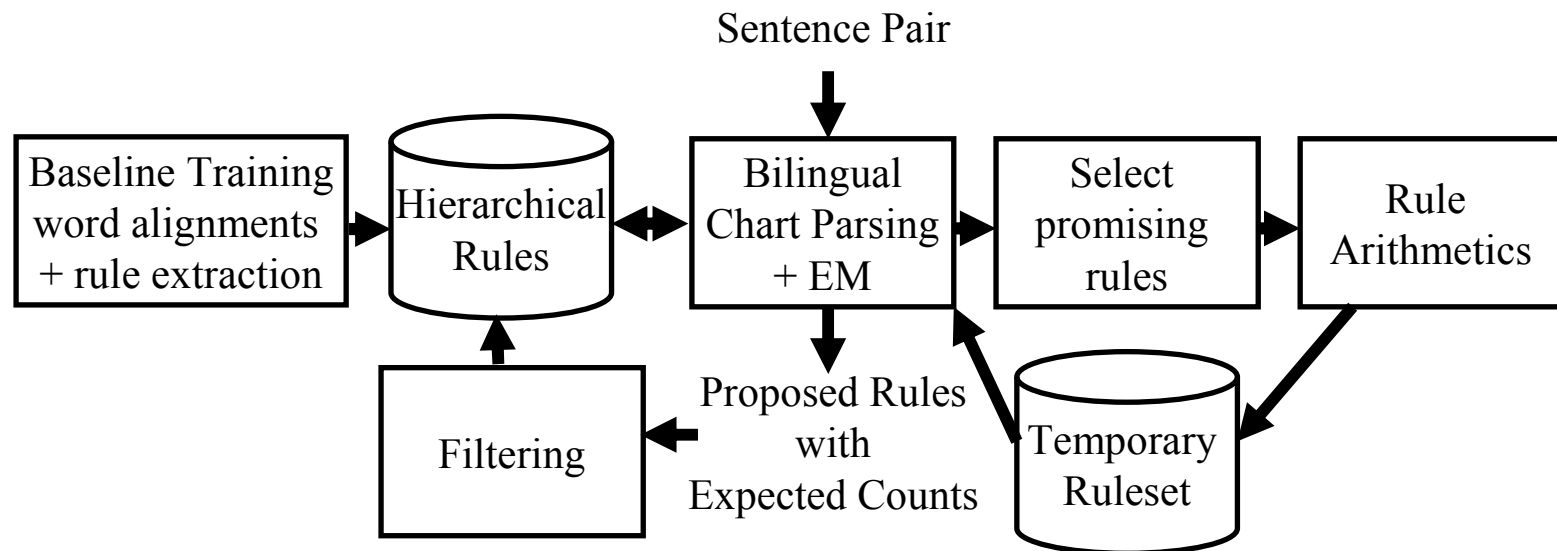 Sentence Pair
Baseline Training
word alignments
+ rule extraction
Hierarchical
Rules
Bilingual
Chart Parsing
+ EM
Select
promising
rules
Rule
Arithmetics
Filtering
Proposed Rules
with
Expected Counts
Temporary
Ruleset